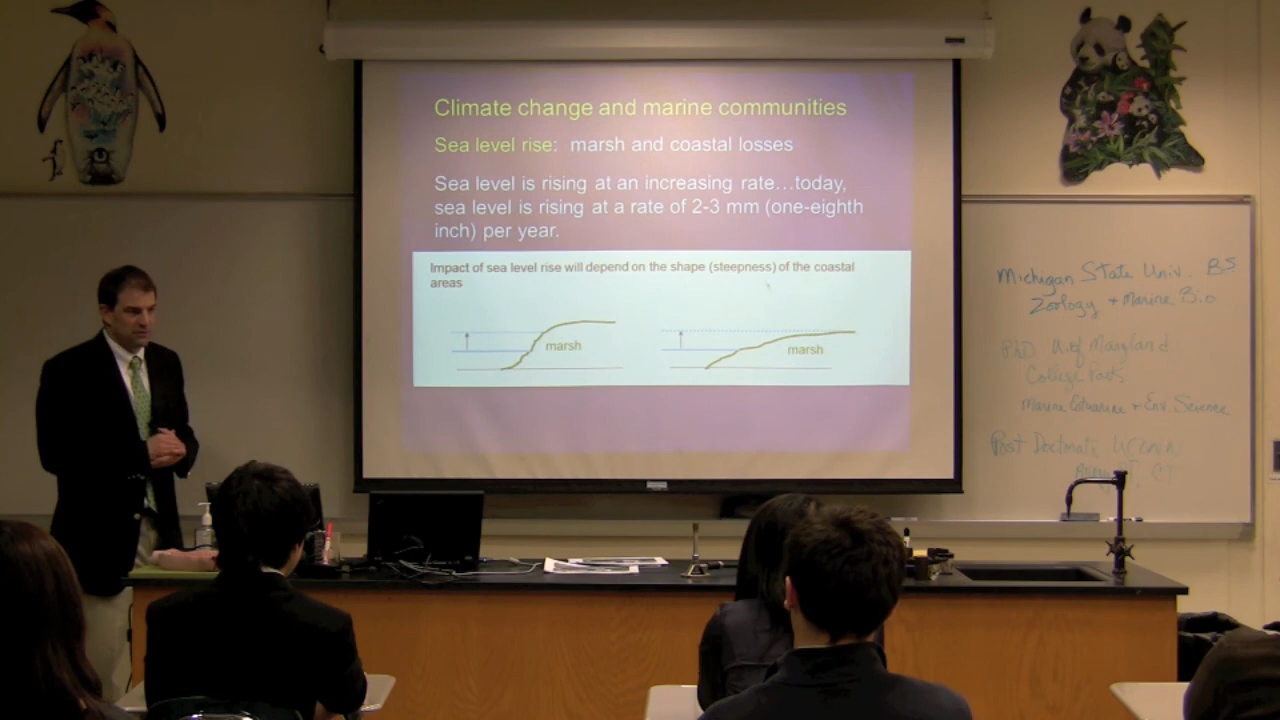 Climate change and marine communities
Sea level rise: marsh and coastal losses
Sea level is rising at an increasing rate…today,
sea level is rising at a rate of 2-3 mm (one-eighth
inch) per year.
Impact of sea level rise will depend on the shape (steepness) of the coastal
areas
marsh
marsh
Michigan State Univ. BS
Zoology + Marine Bio
PhD U. of Maryland
College Park
Marine Estuarine + Env. Science
Post Doctorate UConn
CT